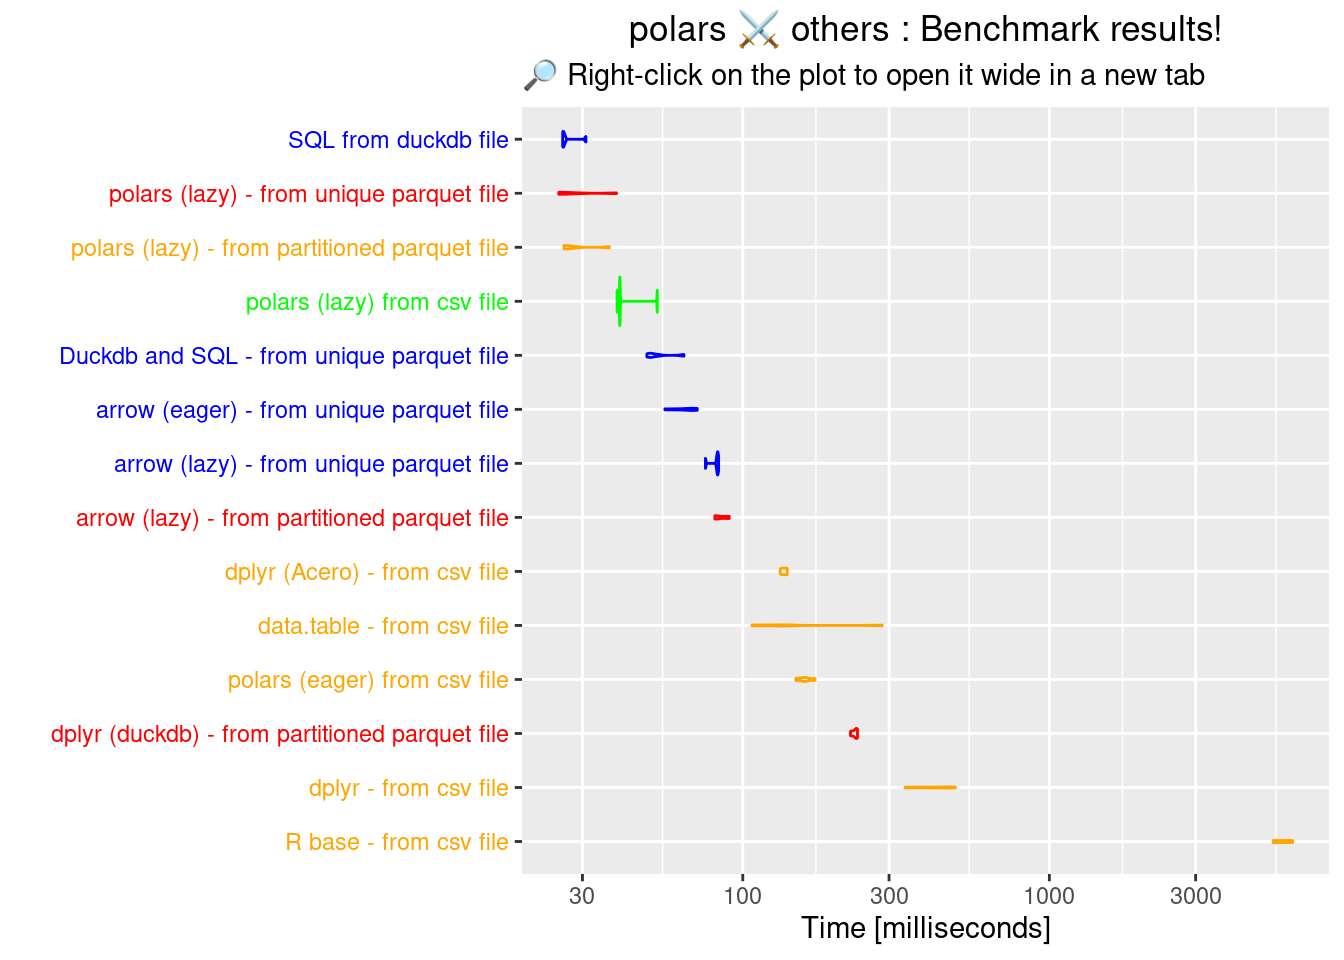 polars ⚔️ others : Benchmark results!
🔎 Right-click on the plot to open it wide in a new tab
SQL from duckdb file
polars (lazy) - from unique parquet file
polars (lazy) - from partitioned parquet file
polars (lazy) from csv file
Duckdb and SQL - from unique parquet file
arrow (eager) - from unique parquet file
arrow (lazy) - from unique parquet file
arrow (lazy) - from partitioned parquet file
dplyr (Acero) - from csv file
data.table - from csv file
polars (eager) from csv file
dplyr (duckdb) - from partitioned parquet file
dplyr - from csv file
R base - from csv file
30 100 300 1000 3000
Time [milliseconds]